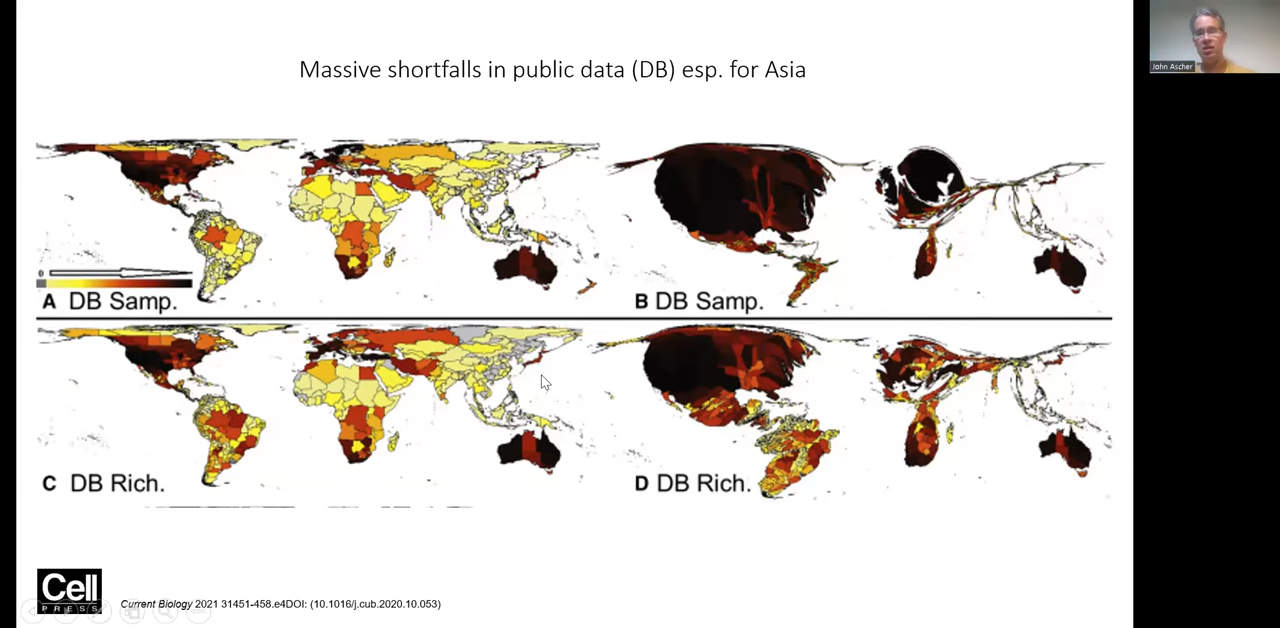 Massive shortfalls in public data (DB) esp. for Asia
John Ascher
0
A DB Samp.
B DB Samp.
C DB Rich.
D DB Rich.
Cell
PRESS
Current Biology 2021 31451-458.e4DOI: (10.1016/j.cub.2020.10.053)